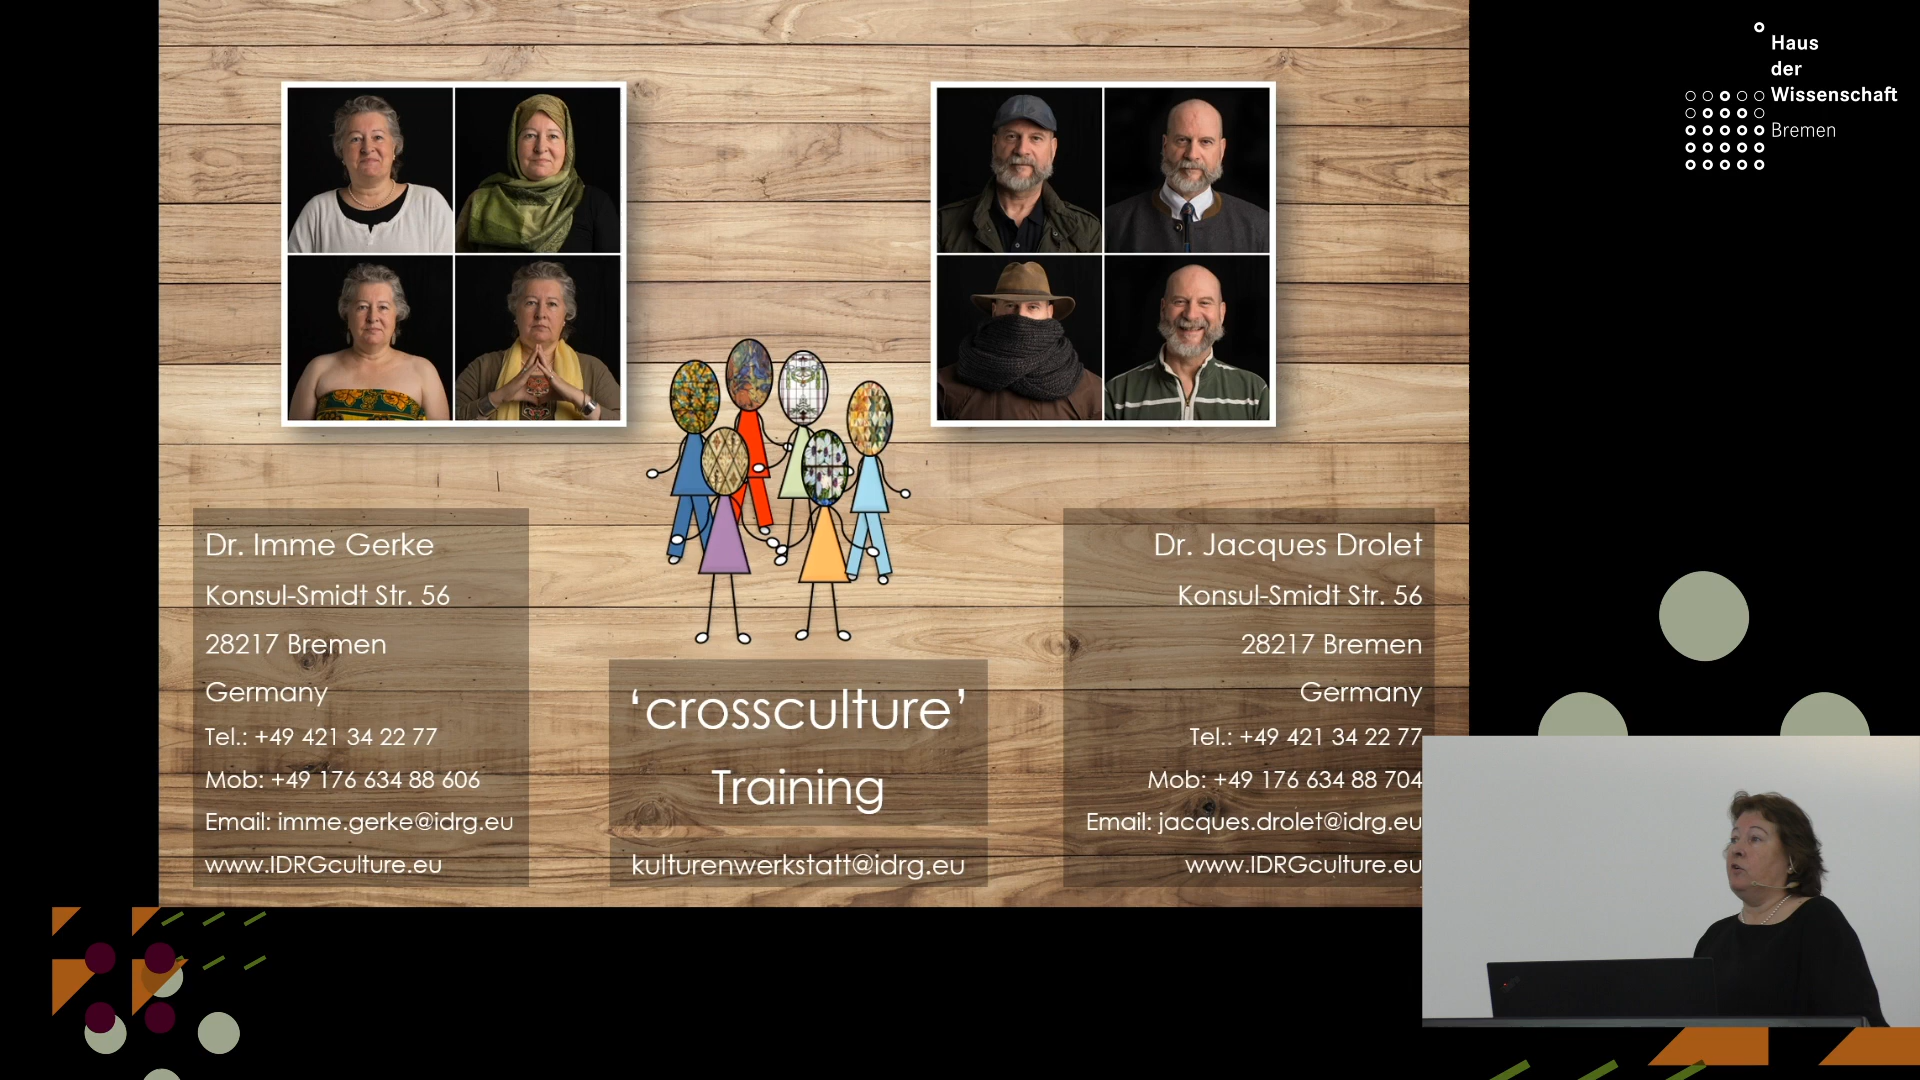 Haus
der
Wissenschaft
Bremen
Dr. Imme Gerke
Konsul-Smidt Str. 56
28217 Bremen
Germany
Tel.: +49 421 34 22 77
Mob: +49 176 634 88 606
Email: imme.gerke@idrg.eu
www.IDRGculture.eu
‘crossculture’
Training
kulturenwerkstatt@idrg.eu
Dr. Jacques Drolet
Konsul-Smidt Str. 56
28217 Bremen
Germany
Tel.: +49 421 34 22 77
Mob: +49 176 634 88 704
Email: jacques.drolet@idrg.eu
www.IDRGculture.eu